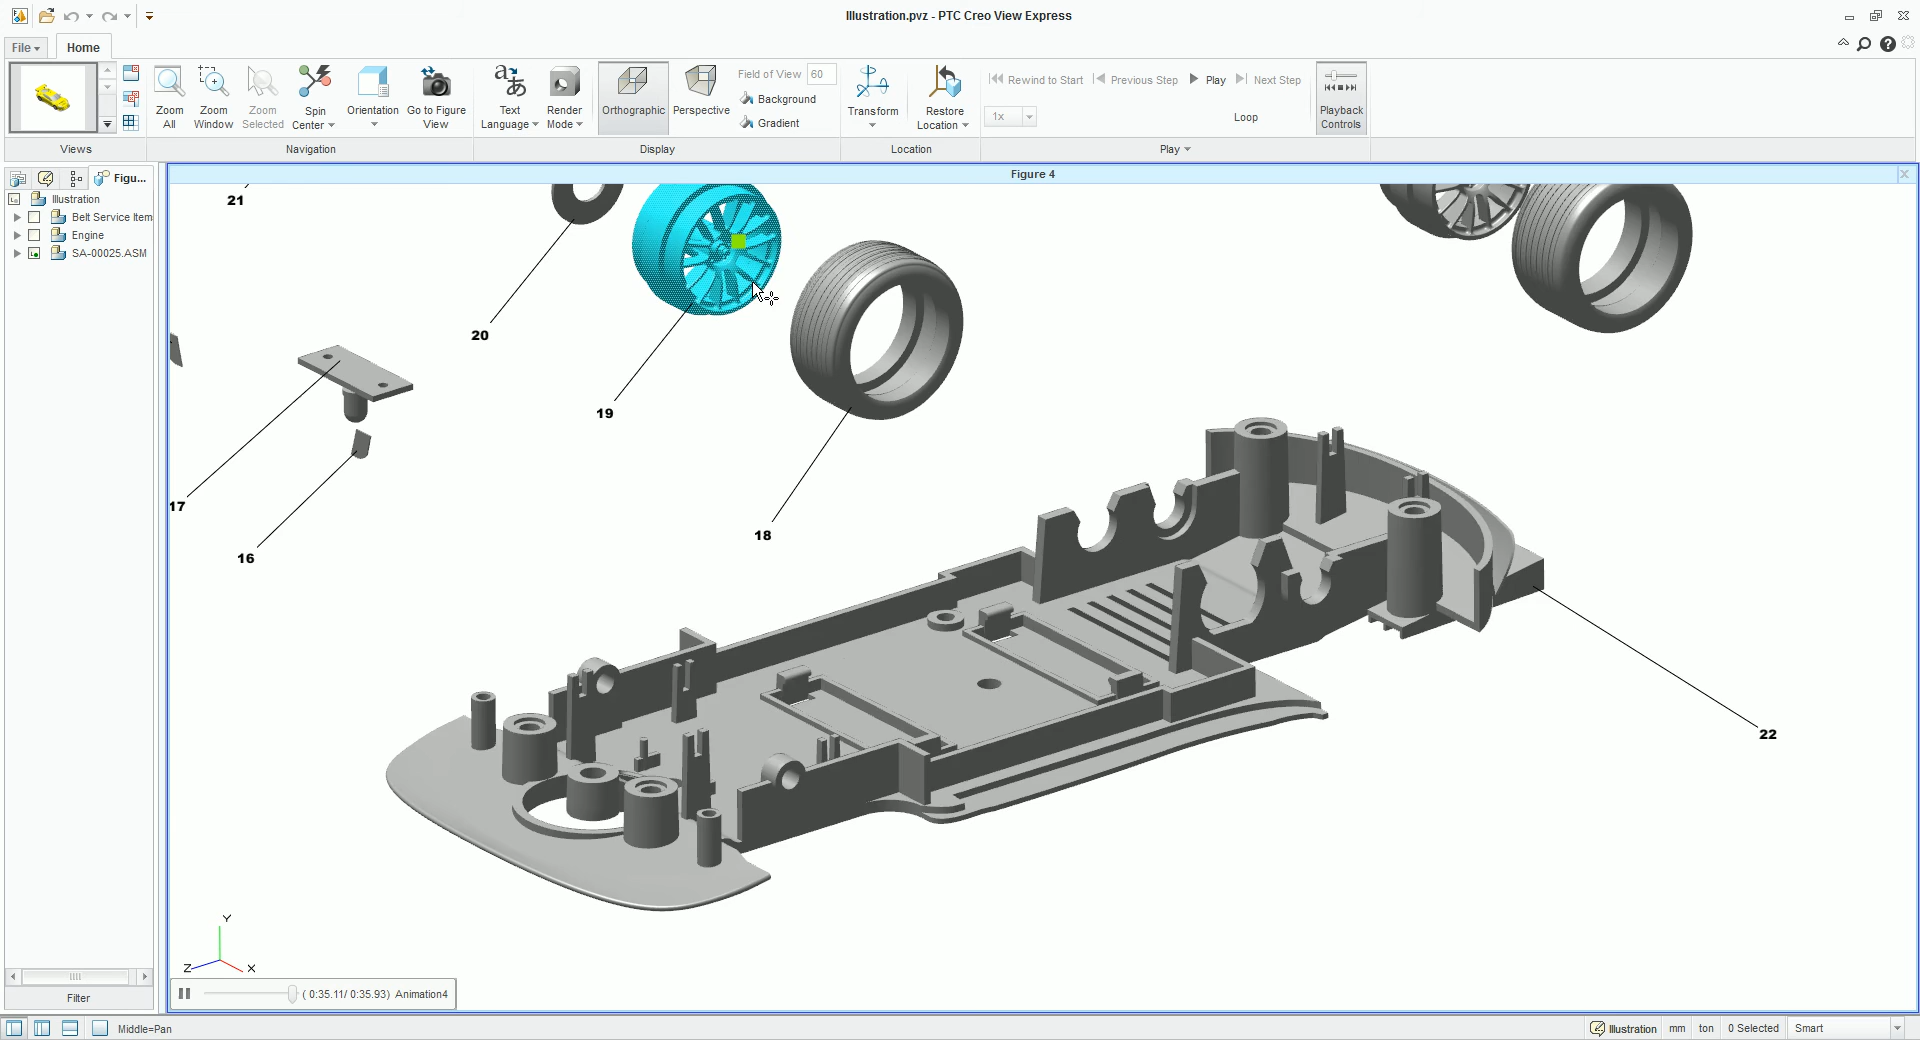 Illustration.pvz - PTC Creo View Express
File
Home
Zoom All
Zoom Window
Zoom Selected
Spin Center
Orientation
Go to Figure View
Text Language
Render Mode
Orthographic
Perspective
Field of View 60
Background
Gradient
Transform
Restore Location
Rewind to Start
Previous Step
Play
Next Step
1x
Loop
Playback Controls
Views
Navigation
Display
Location
Play
Figu...
Illustration
Belt Service Item
Engine
SA-00025.ASM
Filter
Figure 4
21
20
19
18
17
16
22
Y
Z
X
( 0:35.11/ 0:35.93) Animation4
Middle=Pan
Illustration
mm
ton
0 Selected
Smart